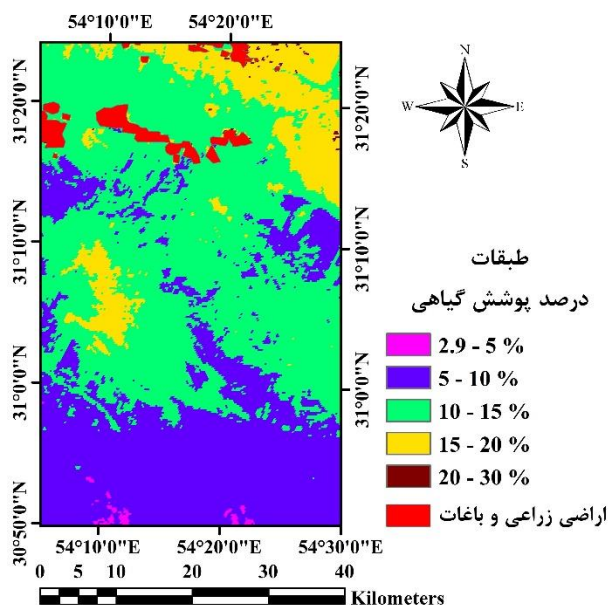 54°10'0"E 54°20'0"E
31°20'0"N
31°10'0"N
31°0'0"N
30°50'0"N
31°20'0"N
31°10'0"N
31°0'0"N
54°10'0"E 54°20'0"E 54°30'0"E
0 5 10 20 30 40
Kilometers
N
W E
S
طبقات
درصد پوشش گیاهی
2.9 - 5 %
5 - 10 %
10 - 15 %
15 - 20 %
20 - 30 %
اراضی زراعی و باغات